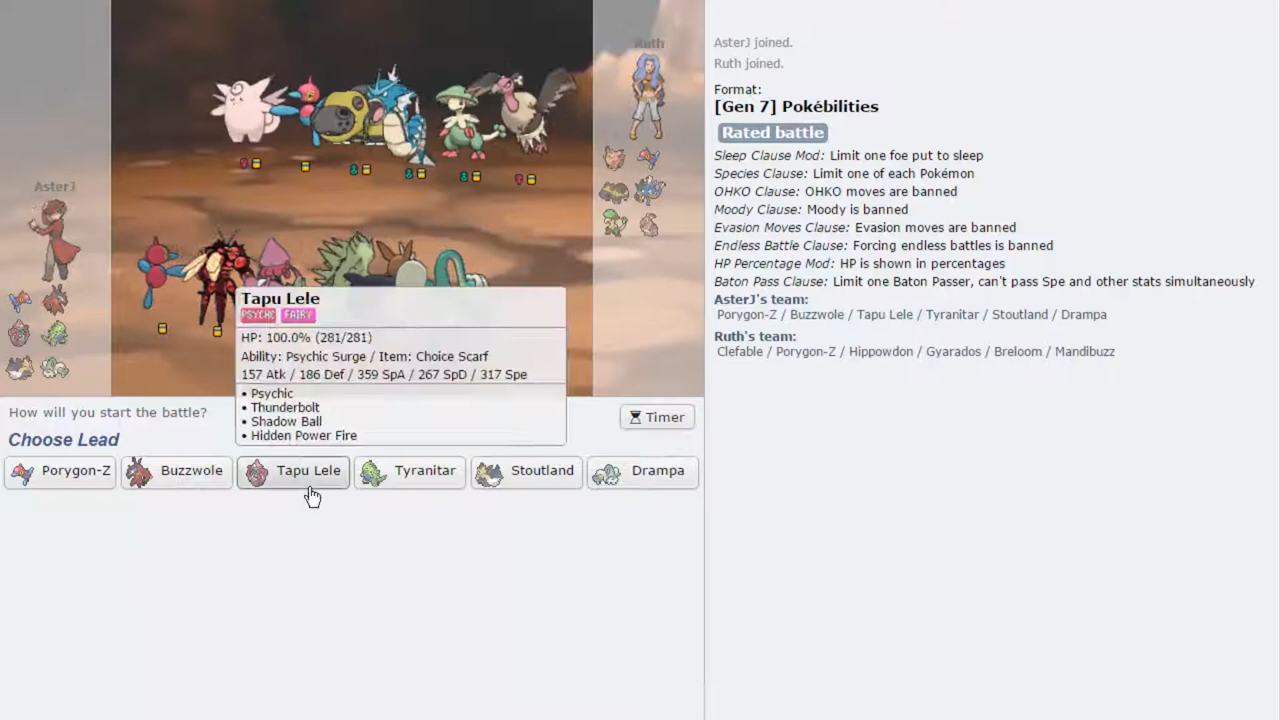 Ruth
AsterJ
Tapu Lele
PSYCHC FAIRY
HP: 100.0% (281/281)
Ability: Psychic Surge / Item: Choice Scarf
157 Atk / 186 Def / 359 SpA / 267 SpD / 317 Spe
• Psychic
• Thunderbolt
• Shadow Ball
• Hidden Power Fire
How will you start the battle?
Timer
Choose Lead
Porygon-Z
Buzzwole
Tapu Lele
Tyranitar
Stoutland
Drampa
AsterJ joined.
Ruth joined.
Format:
[Gen 7] Pokébilities
Rated battle
Sleep Clause Mod: Limit one foe put to sleep
Species Clause: Limit one of each Pokémon
OHKO Clause: OHKO moves are banned
Moody Clause: Moody is banned
Evasion Moves Clause: Evasion moves are banned
Endless Battle Clause: Forcing endless battles is banned
HP Percentage Mod: HP is shown in percentages
Baton Pass Clause: Limit one Baton Passer, can't pass Spe and other stats simultaneously
AsterJ's team:
Porygon-Z / Buzzwole / Tapu Lele / Tyranitar / Stoutland / Drampa
Ruth's team:
Clefable / Porygon-Z / Hippowdon / Gyarados / Breloom / Mandibuzz